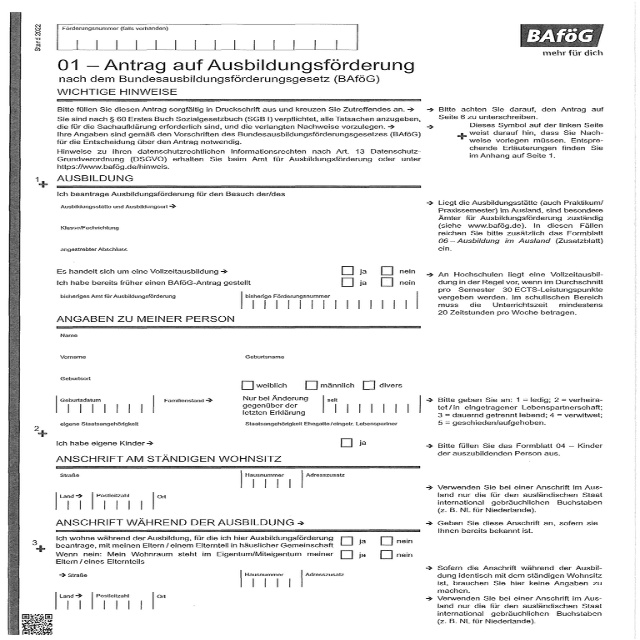 Stand 2022
Förderungsnummer (falls vorhanden)
BAföG
mehr für dich
01 – Antrag auf Ausbildungsförderung
nach dem Bundesausbildungsförderungsgesetz (BAföG)
WICHTIGE HINWEISE
Bitte füllen Sie diesen Antrag sorgfältig in Druckschrift aus und kreuzen Sie Zutreffendes an. →
Sie sind nach § 60 Erstes Buch Sozialgesetzbuch (SGB I) verpflichtet, alle Tatsachen anzugeben,
die für die Sachaufklärung erforderlich sind, und die verlangten Nachweise vorzulegen. →
Ihre Angaben sind gemäß den Vorschriften des Bundesausbildungsförderungsgesetzes (BAföG)
für die Entscheidung über den Antrag notwendig.
Hinweise zu Ihren datenschutzrechtlichen Informationsrechten nach Art. 13 Datenschutz-
Grundverordnung (DSGVO) erhalten Sie beim Amt für Ausbildungsförderung oder unter
https://www.bafög.de/hinweis.
→ Bitte achten Sie darauf, den Antrag auf
Seite 6 zu unterschreiben.
→ Dieses Symbol auf der linken Seite
+ weist darauf hin, dass Sie Nach-
weise vorlegen müssen. Entspre-
chende Erläuterungen finden Sie
im Anhang auf Seite 1.
1 + AUSBILDUNG
Ich beantrage Ausbildungsförderung für den Besuch der/des
Ausbildungsstätte und Ausbildungsort →
Klasse/Fachrichtung
angestrebter Abschluss
→ Liegt die Ausbildungsstätte (auch Praktikum/
Praxissemester) im Ausland, sind besondere
Ämter für Ausbildungsförderung zuständig
(siehe www.bafög.de). In diesen Fällen
reichen Sie bitte zusätzlich das Formblatt
06 – Ausbildung im Ausland (Zusatzblatt)
ein.
Es handelt sich um eine Vollzeitausbildung → ja nein
Ich habe bereits früher einen BAföG-Antrag gestellt ja nein
bisheriges Amt für Ausbildungsförderung bisherige Förderungsnummer
→ An Hochschulen liegt eine Vollzeitausbil-
dung in der Regel vor, wenn im Durchschnitt
pro Semester 30 ECTS-Leistungspunkte
vergeben werden. Im schulischen Bereich
muss die Unterrichtszeit mindestens
20 Zeitstunden pro Woche betragen.
ANGABEN ZU MEINER PERSON
Name
Vorname Geburtsname
Geburtsort
weiblich männlich divers
Geburtsdatum Familienstand → Nur bei Änderung
gegenüber der
letzten Erklärung seit
eigene Staatsangehörigkeit Staatsangehörigkeit Ehegatte/eingetr. Lebenspartner
→ Bitte geben Sie an: 1 = ledig; 2 = verheira-
tet/in eingetragener Lebenspartnerschaft;
3 = dauernd getrennt lebend; 4 = verwitwet;
5 = geschieden/aufgehoben.
2 +
Ich habe eigene Kinder → ja
→ Bitte füllen Sie das Formblatt 04 – Kinder
der auszubildenden Person aus.
ANSCHRIFT AM STÄNDIGEN WOHNSITZ
Straße Hausnummer Adresszusatz
Land → Postleitzahl Ort
→ Verwenden Sie bei einer Anschrift im Aus-
land nur die für den ausländischen Staat
international gebräuchlichen Buchstaben
(z. B. NL für Niederlande).
ANSCHRIFT WÄHREND DER AUSBILDUNG →
→ Geben Sie diese Anschrift an, sofern sie
Ihnen bereits bekannt ist.
3 +
Ich wohne während der Ausbildung, für die ich hier Ausbildungsförderung
beantrage, mit meinen Eltern / einem Elternteil in häuslicher Gemeinschaft ja nein
Wenn nein: Mein Wohnraum steht im Eigentum/Miteigentum meiner
Eltern / eines Elternteils ja nein
→ Straße Hausnummer Adresszusatz
Land → Postleitzahl Ort
→ Sofern die Anschrift während der Ausbil-
dung identisch mit dem ständigen Wohnsitz
ist, brauchen Sie hier keine Angaben zu
machen.
→ Verwenden Sie bei einer Anschrift im Aus-
land nur die für den ausländischen Staat
international gebräuchlichen Buchstaben
(z. B. NL für Niederlande).